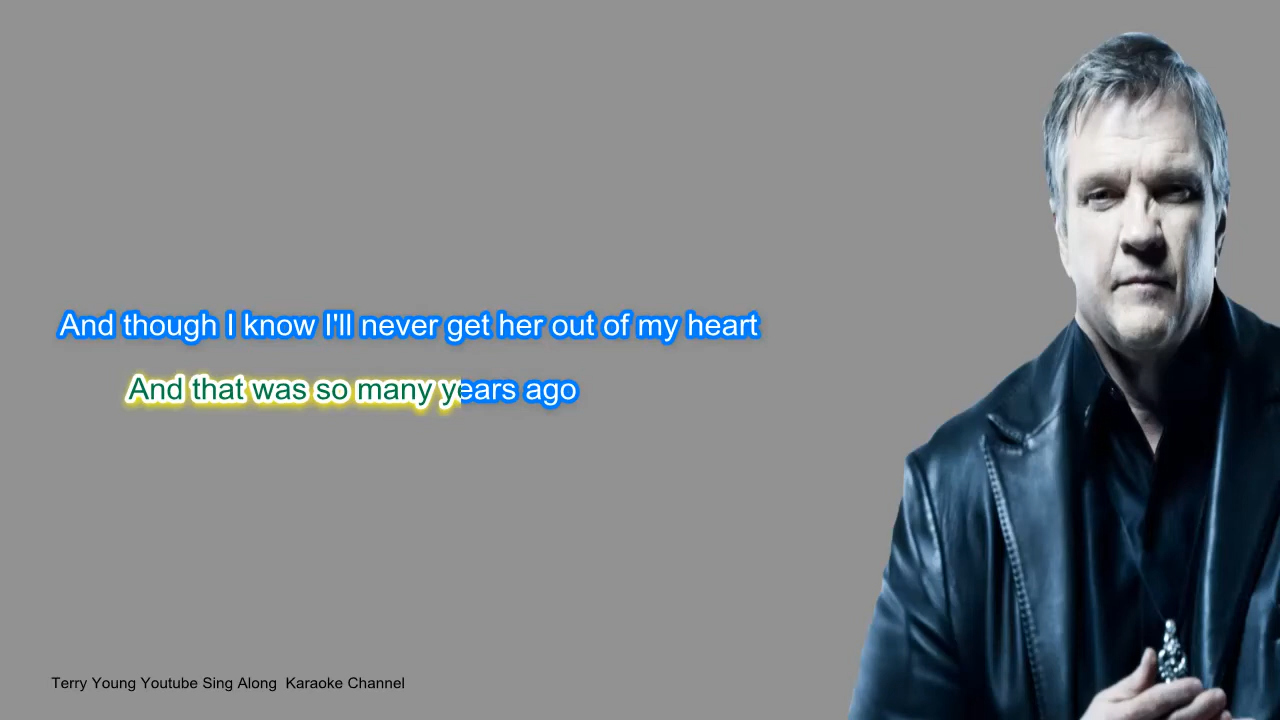 And though I know I'll never get her out of my heart
And that was so many years ago
Terry Young Youtube Sing Along  Karaoke Channel